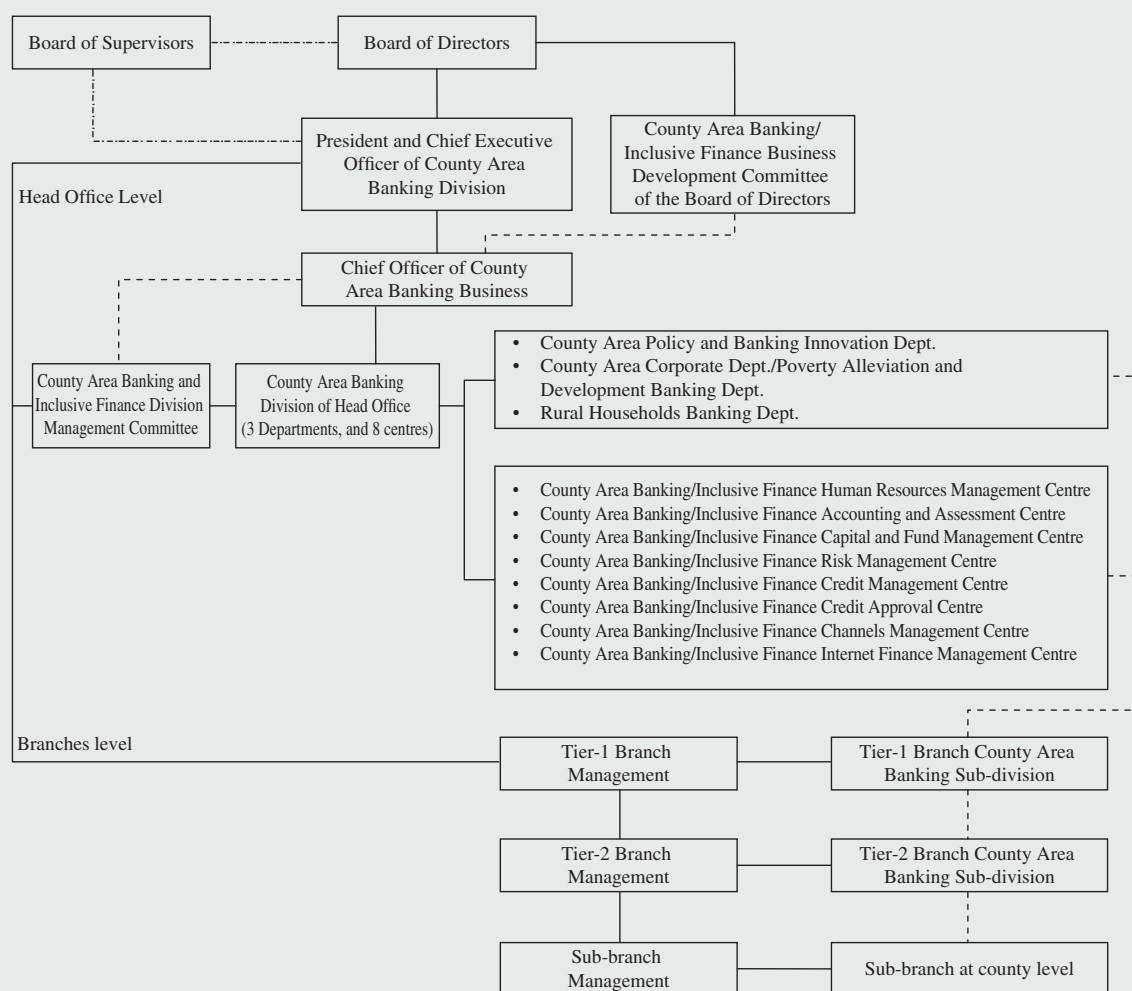 Board of Supervisors
Board of Directors
President and Chief Executive
Officer of County Area
Banking Division
County Area Banking/
Inclusive Finance Business
Development Committee
of the Board of Directors
Head Office Level
Chief Officer of County
Area Banking Business
County Area Banking and
Inclusive Finance Division
Management Committee
County Area Banking
Division of Head Office
(3 Departments, and 8 centres)
• County Area Policy and Banking Innovation Dept.
• County Area Corporate Dept./Poverty Alleviation and
Development Banking Dept.
• Rural Households Banking Dept.
• County Area Banking/Inclusive Finance Human Resources Management Centre
• County Area Banking/Inclusive Finance Accounting and Assessment Centre
• County Area Banking/Inclusive Finance Capital and Fund Management Centre
• County Area Banking/Inclusive Finance Risk Management Centre
• County Area Banking/Inclusive Finance Credit Management Centre
• County Area Banking/Inclusive Finance Credit Approval Centre
• County Area Banking/Inclusive Finance Channels Management Centre
• County Area Banking/Inclusive Finance Internet Finance Management Centre
Branches level
Tier-1 Branch
Management
Tier-1 Branch County Area
Banking Sub-division
Tier-2 Branch
Management
Tier-2 Branch County Area
Banking Sub-division
Sub-branch
Management
Sub-branch at county level